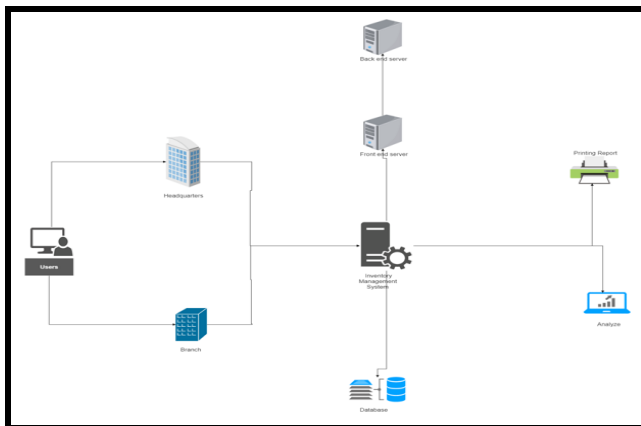 Back end server
Front end server
Printing Report
Headquarters
Users
Inventory
Management
System
Analyze
Branch
Database